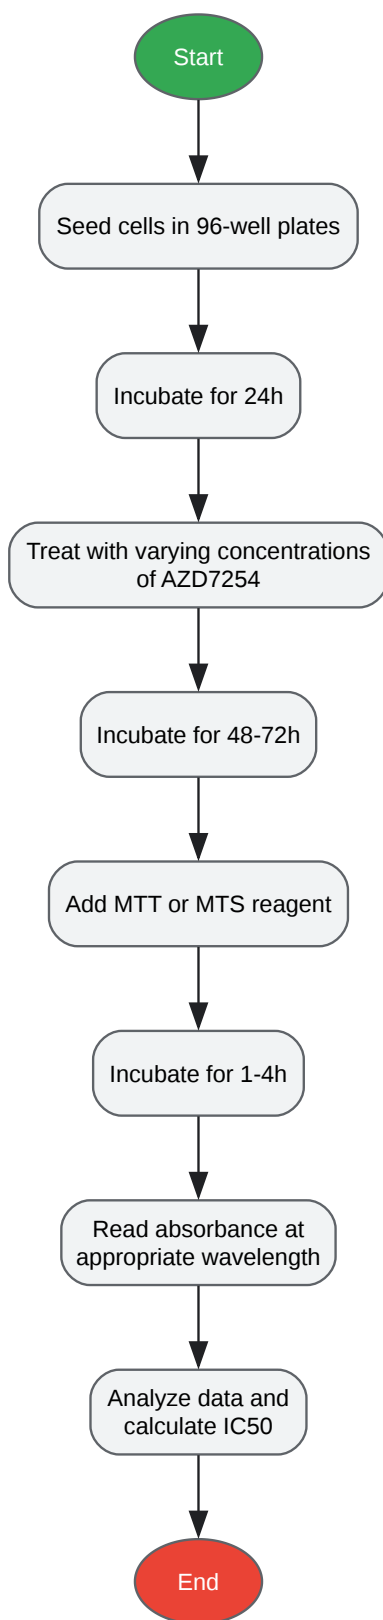 Start
Seed cells in 96-well plates
Incubate for 24h
Treat with varying concentrations
of AZD7254
Incubate for 48-72h
Add MTT or MTS reagent
Incubate for 1-4h
Read absorbance at
appropriate wavelength
Analyze data and
calculate IC50
End